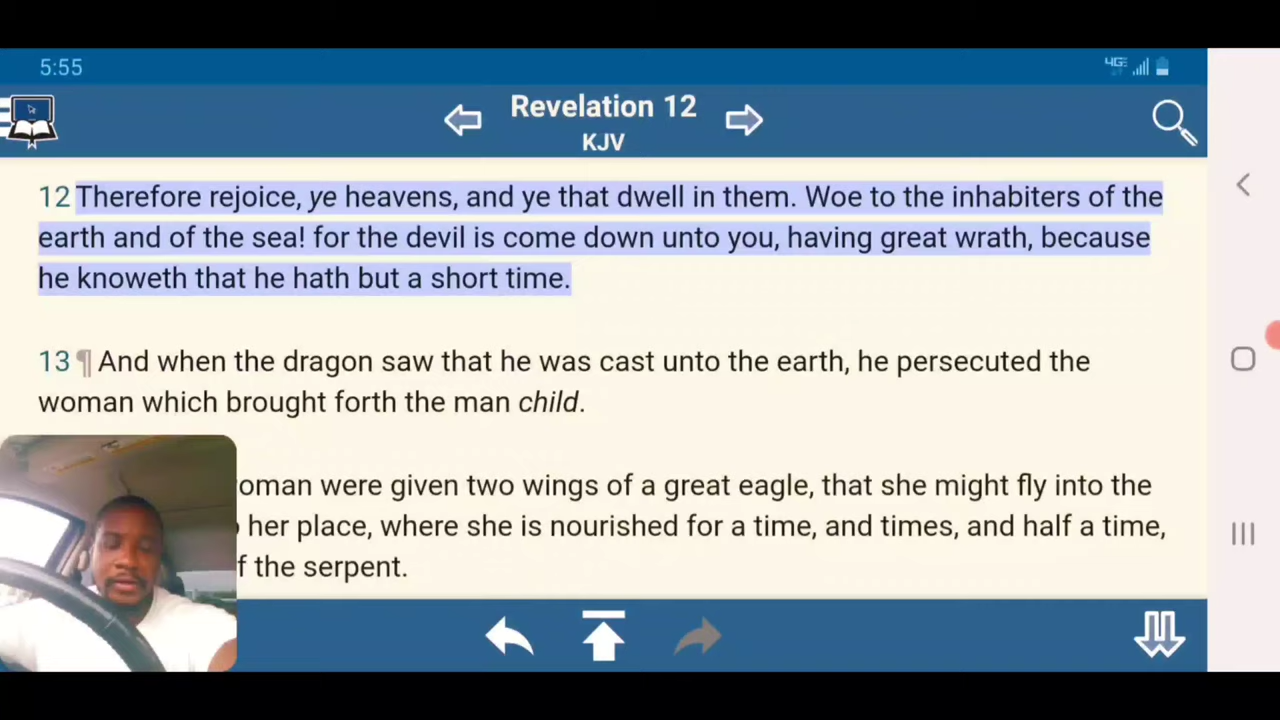 5:55
4GE
Revelation 12
KJV
12 Therefore rejoice, ye heavens, and ye that dwell in them. Woe to the inhabiters of the
earth and of the sea! for the devil is come down unto you, having great wrath, because
he knoweth that he hath but a short time.
13 ¶ And when the dragon saw that he was cast unto the earth, he persecuted the
woman which brought forth the man child.
oman were given two wings of a great eagle, that she might fly into the
her place, where she is nourished for a time, and times, and half a time,
f the serpent.